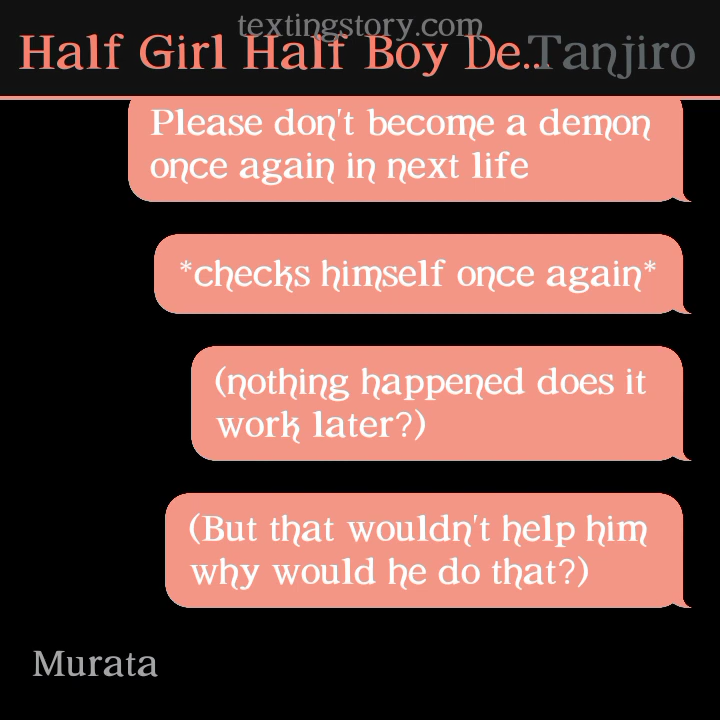 textingstory.com
Half Girl Half Boy De... Tanjiro
Please don't become a demon
once again in next life
*checks himself once again*
(nothing happened does it
work later?)
(But that wouldn't help him
why would he do that?)
Murata